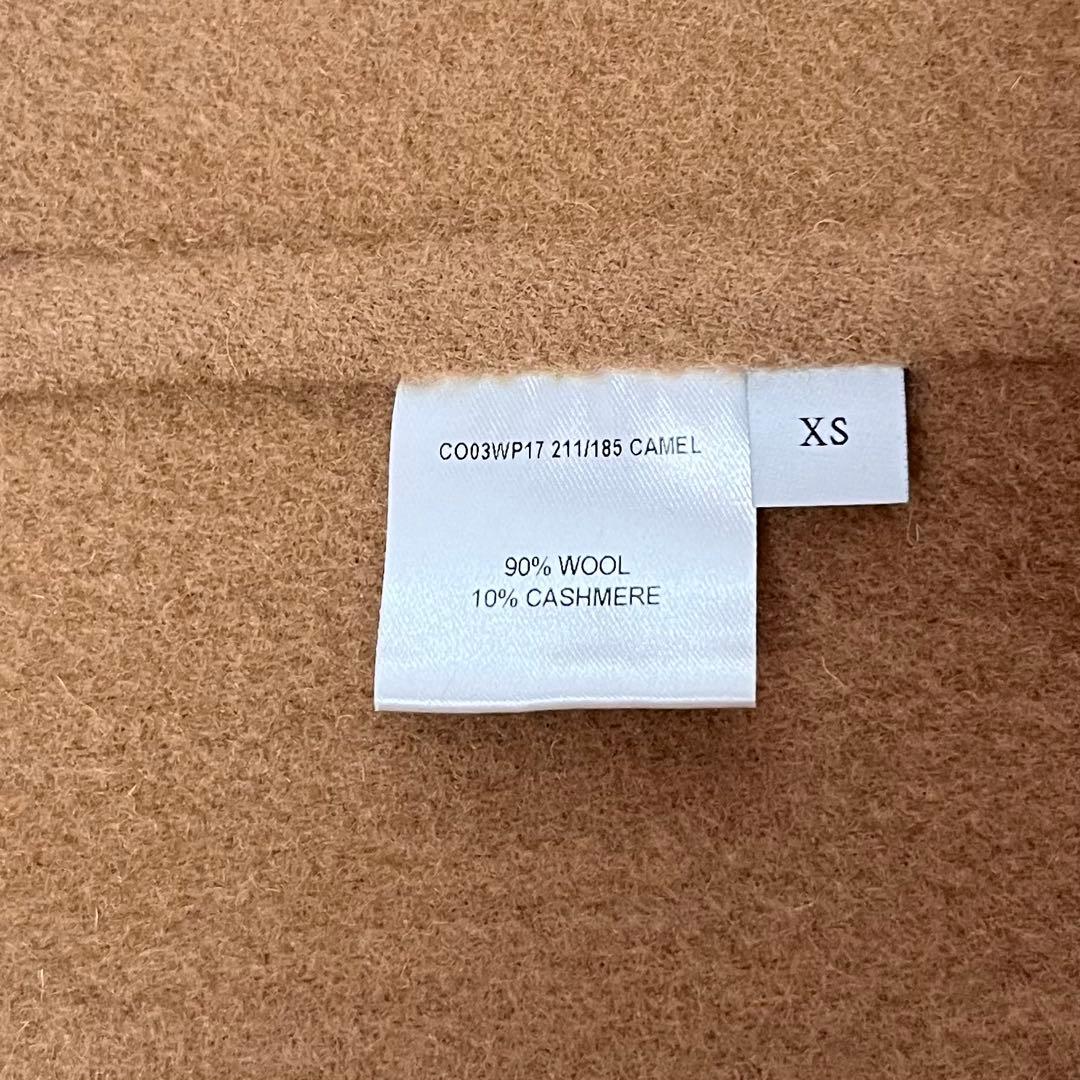 CO03WP17 211/185 CAMEL
XS
90% WOOL
10% CASHMERE